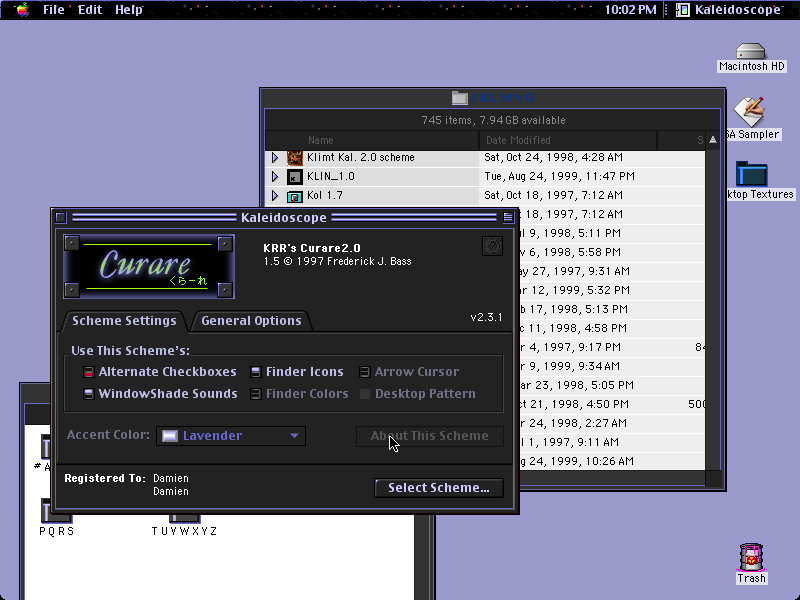 File Edit Help 10:02 PM Kaleidoscope
Macintosh HD
SA Sampler
ktop Textures
Trash
745 items, 7.94 GB available
Name Date Modified S
Klimt Kal. 2.0 scheme Sat, Oct 24, 1998, 4:28 AM
KLIN_1.0 Tue, Aug 24, 1999, 11:47 PM
Kol 1.7 Sat, Oct 18, 1997, 7:12 AM
t 18, 1997, 7:12 AM
l 9, 1998, 5:11 PM
v 6, 1998, 5:58 PM
ay 27, 1997, 9:31 AM
ar 12, 1999, 5:32 PM
b 17, 1998, 5:13 PM
c 11, 1998, 4:58 PM
r 4, 1997, 9:17 PM 84
r 9, 1999, 9:34 AM
ar 23, 1998, 5:05 PM
ct 21, 1998, 4:50 PM 500
r 24, 1998, 2:27 AM
l 1, 1997, 9:11 AM
g 24, 1999, 10:26 AM
Kaleidoscope
Curare
くらーれ
KRR's Curare2.0
1.5 © 1997 Frederick J. Bass
?
v2.3.1
Scheme Settings General Options
Use This Scheme's:
Alternate Checkboxes Finder Icons Arrow Cursor
WindowShade Sounds Finder Colors Desktop Pattern
Accent Color: Lavender About This Scheme
Registered To: Damien
Damien
Select Scheme...
# A
P Q R S T U V W X Y Z